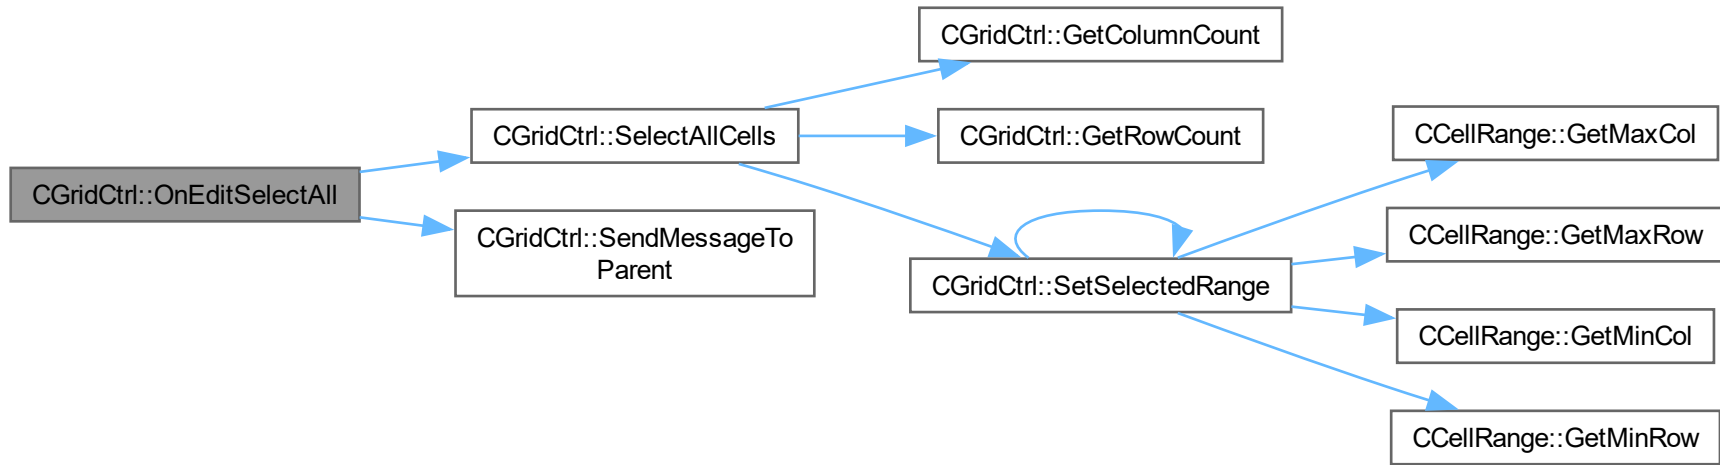 CGridCtrl::OnEditSelectAll
CGridCtrl::SelectAllCells
CGridCtrl::GetColumnCount
CGridCtrl::GetRowCount
CGridCtrl::SetSelectedRange
CCellRange::GetMaxCol
CCellRange::GetMaxRow
CCellRange::GetMinCol
CCellRange::GetMinRow
CGridCtrl::SendMessageTo
Parent